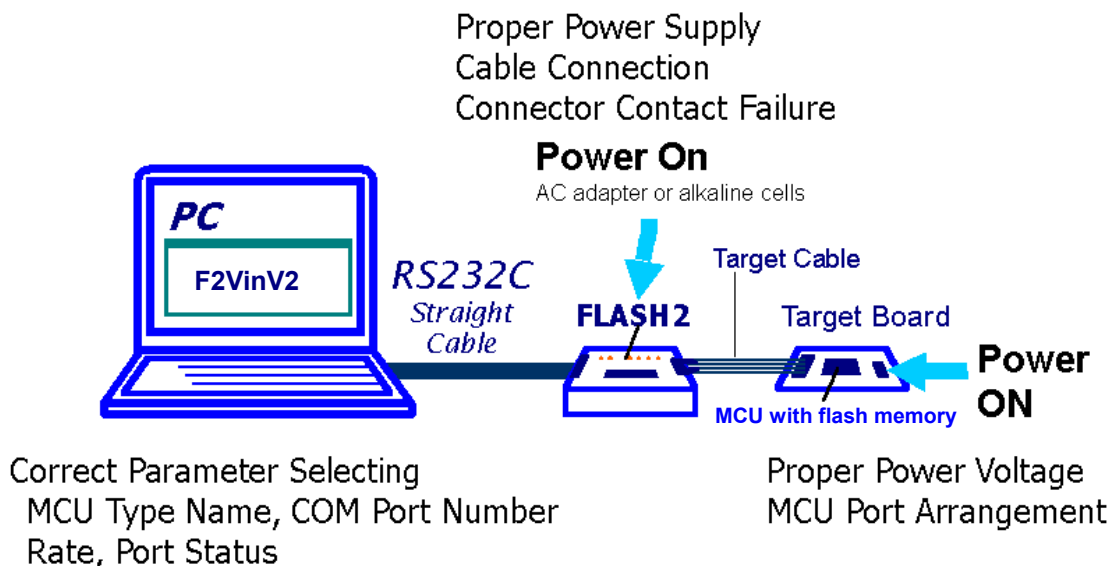 Proper Power Supply
Cable Connection
Connector Contact Failure
Power On
AC adapter or alkaline cells
PC
F2VinV2
RS232C
Straight
Cable
FLASH2
Target Cable
Target Board
Power
ON
MCU with flash memory
Correct Parameter Selecting
MCU Type Name, COM Port Number
Rate, Port Status
Proper Power Voltage
MCU Port Arrangement